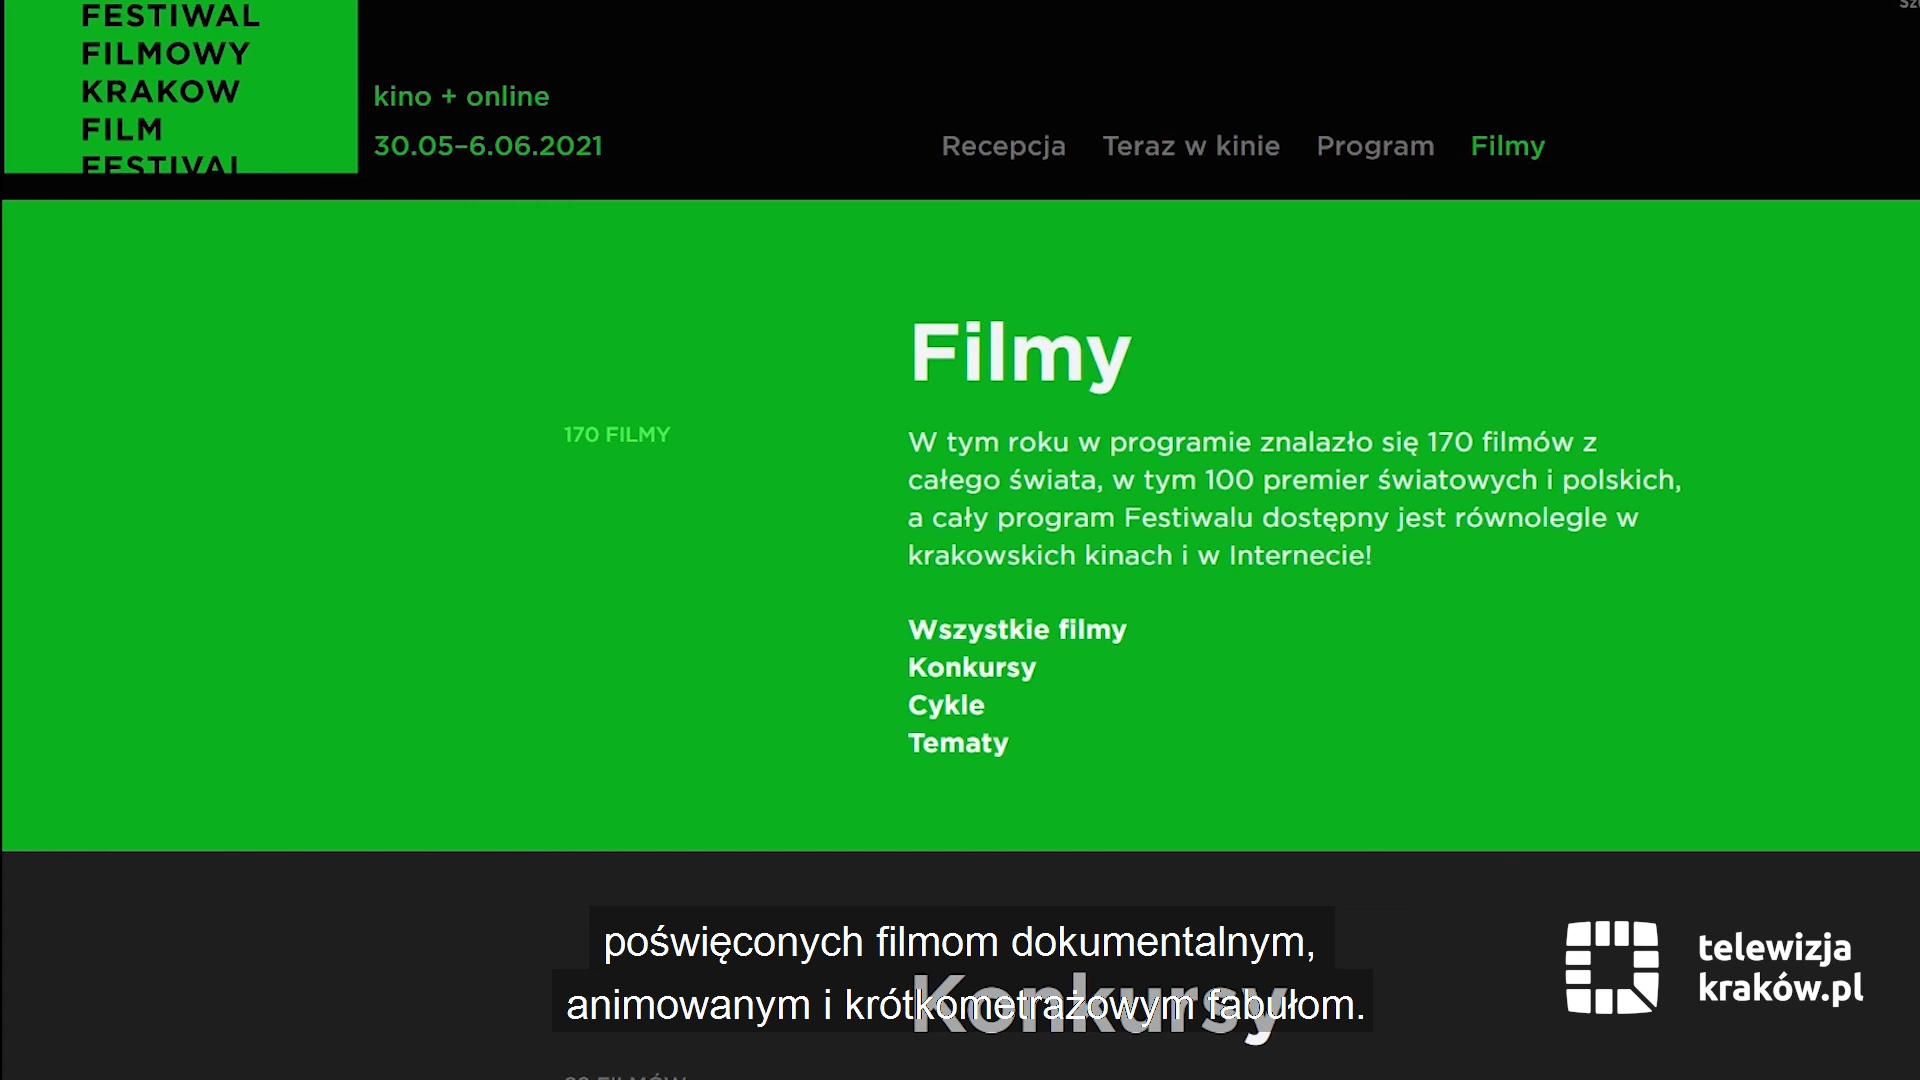 FESTIWAL
FILMOWY
KRAKOW
FILM
FESTIVAL
kino + online
30.05–6.06.2021
Recepcja Teraz w kinie Program Filmy
Filmy
170 FILMY
W tym roku w programie znalazło się 170 filmów z
całego świata, w tym 100 premier światowych i polskich,
a cały program Festiwalu dostępny jest równolegle w
krakowskich kinach i w Internecie!
Wszystkie filmy
Konkursy
Cykle
Tematy
poświęconych filmom dokumentalnym,
animowanym i krótkometrażowym fabułom.
Konkursy
telewizja
kraków.pl